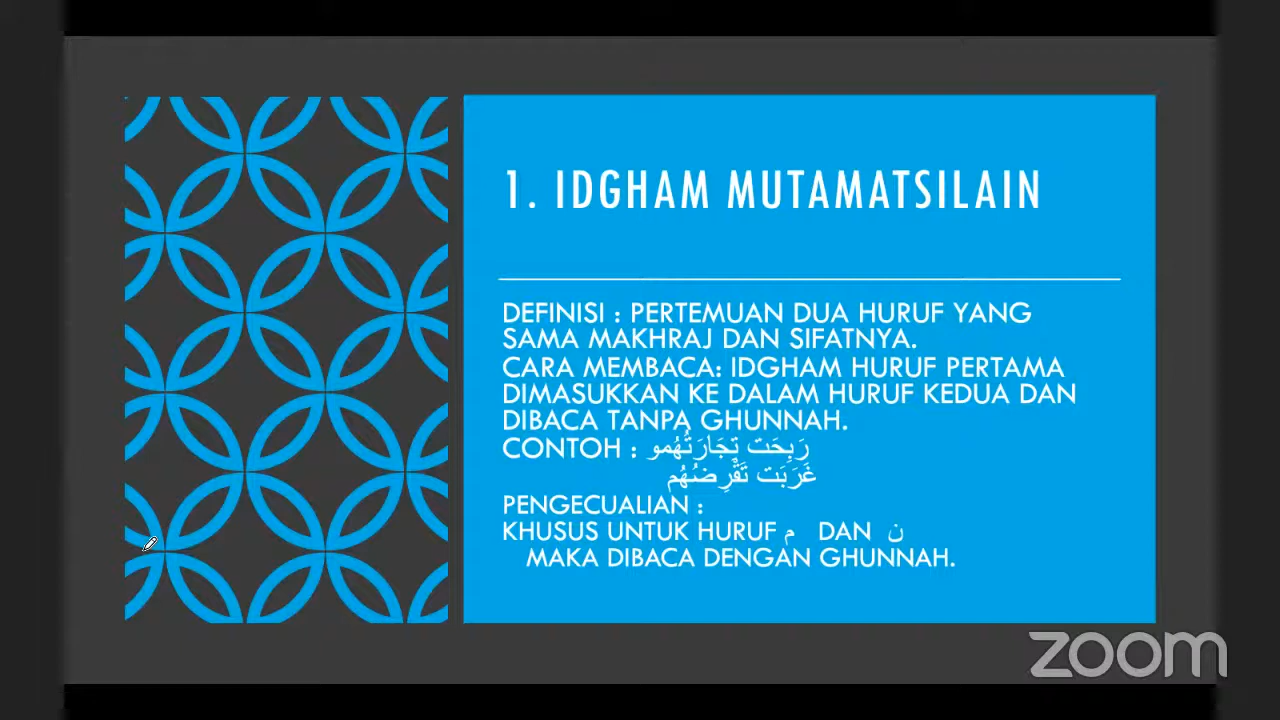 1. IDGHAM MUTAMATSILAIN
DEFINISI : PERTEMUAN DUA HURUF YANG
SAMA MAKHRAJ DAN SIFATNYA.
CARA MEMBACA: IDGHAM HURUF PERTAMA
DIMASUKKAN KE DALAM HURUF KEDUA DAN
DIBACA TANPA GHUNNAH.
CONTOH : رَبِحَت تِجَارَتُهُمو
غَرَبَت تَقْرِضُهُم
PENGECUALIAN :
KHUSUS UNTUK HURUF م DAN ن
MAKA DIBACA DENGAN GHUNNAH.
zoom